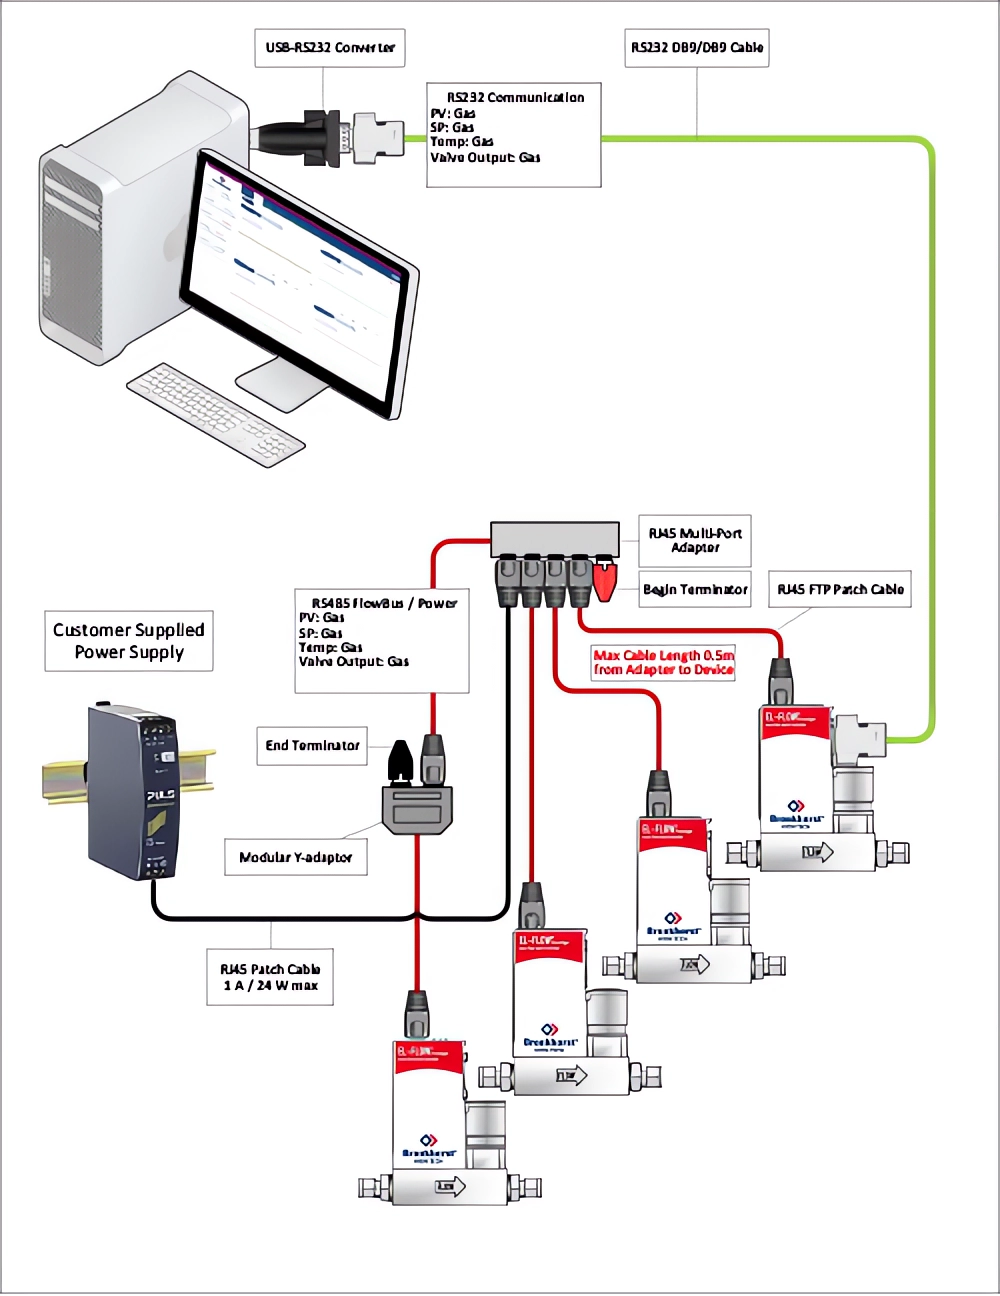 USB-RS232 Converter
RS232 DB9/DB9 Cable
RS232 Communication
PV: Gas
SP: Gas
Temp: Gas
Valve Output: Gas
RJ45 Multi-Port
Adapter
Begin Terminator
RJ45 FTP Patch Cable
RS485 FlowBus / Power
PV: Gas
SP: Gas
Temp: Gas
Valve Output: Gas
Customer Supplied
Power Supply
Max Cable Length 0.5m
from Adapter to Device
End Terminator
PULS
Modular Y-adaptor
RJ45 Patch Cable
1 A / 24 W max
EL-FLOW
Bronkhorst
EL-FLOW
Bronkhorst
EL-FLOW
Bronkhorst
EL-FLOW
Bronkhorst